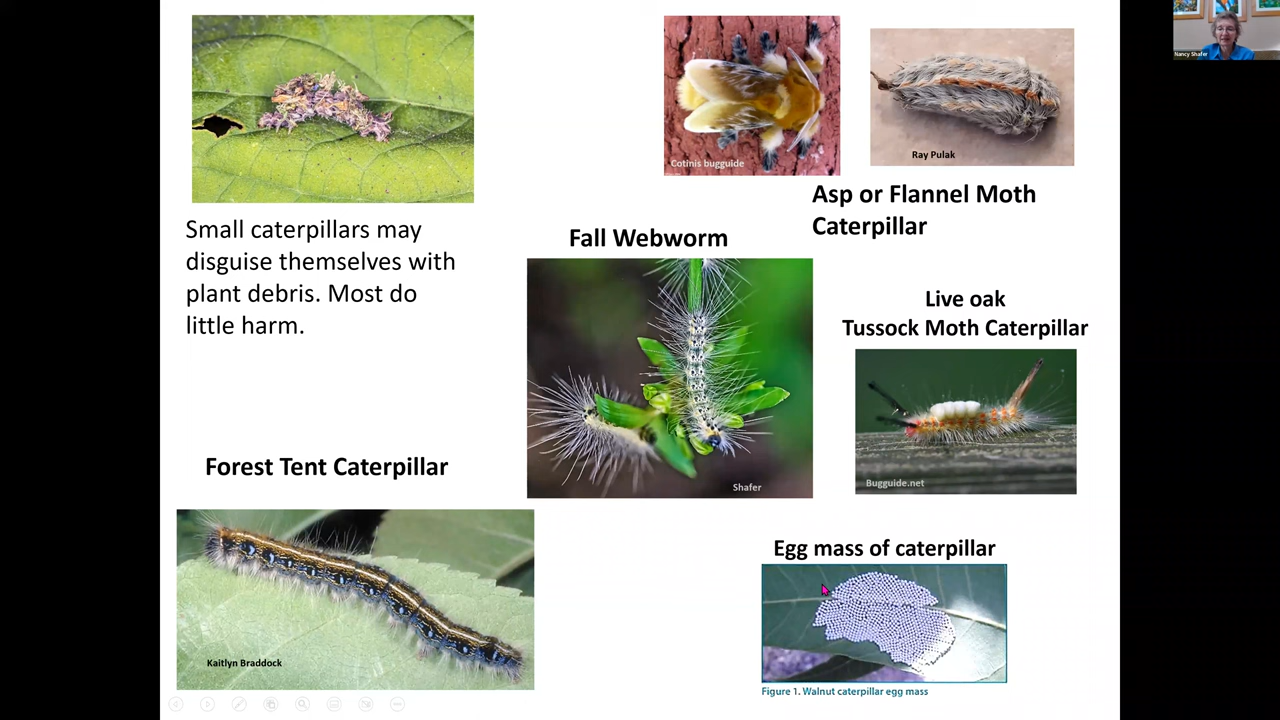 Nancy Shafer
Cotinis bugguide
Ray Pulak
Asp or Flannel Moth
Caterpillar
Small caterpillars may
disguise themselves with
plant debris. Most do
little harm.
Fall Webworm
Shafer
Live oak
Tussock Moth Caterpillar
Bugguide.net
Forest Tent Caterpillar
Kaitlyn Braddock
Egg mass of caterpillar
Figure 1. Walnut caterpillar egg mass